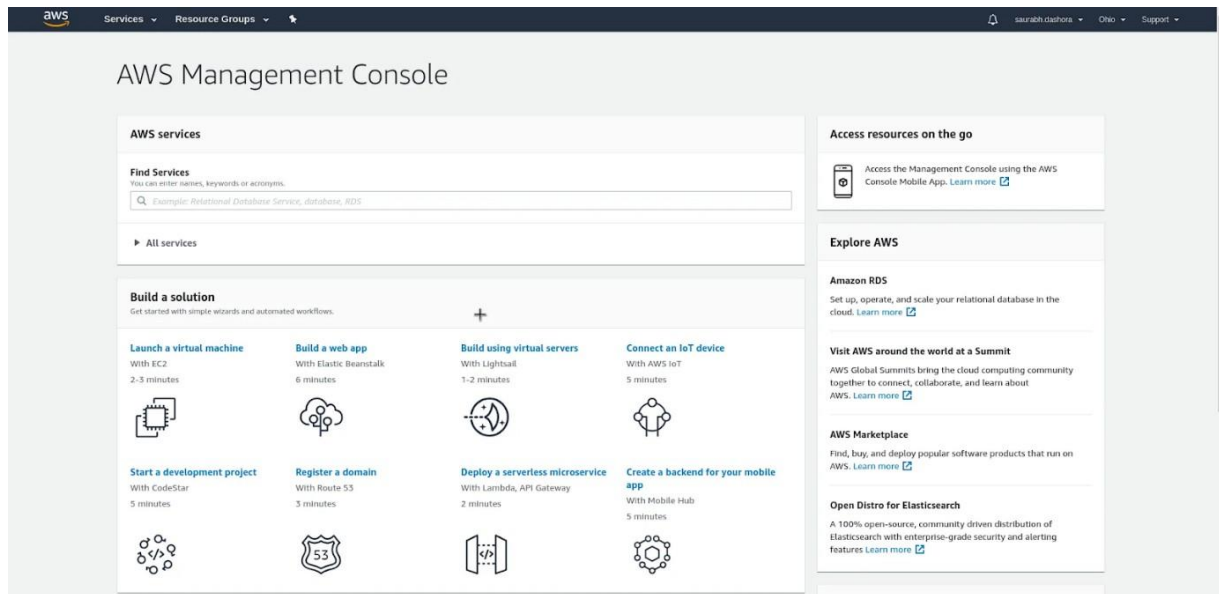 aws
Services
Resource Groups
saurabh.dashora
Ohio
Support
AWS Management Console
AWS services
Find Services
You can enter names, keywords or acronyms.
Example: Relational Database Service, database, RDS
All services
Build a solution
Get started with simple wizards and automated workflows.
Launch a virtual machine
With EC2
2-3 minutes
Build a web app
With Elastic Beanstalk
6 minutes
Build using virtual servers
With Lightsail
1-2 minutes
Connect an IoT device
With AWS IoT
5 minutes
Start a development project
With CodeStar
5 minutes
Register a domain
With Route 53
3 minutes
53
Deploy a serverless microservice
With Lambda, API Gateway
2 minutes
Create a backend for your mobile
app
With Mobile Hub
5 minutes
Access resources on the go
Access the Management Console using the AWS
Console Mobile App. Learn more
Explore AWS
Amazon RDS
Set up, operate, and scale your relational database in the
cloud. Learn more
Visit AWS around the world at a Summit
AWS Global Summits bring the cloud computing community
together to connect, collaborate, and learn about
AWS. Learn more
AWS Marketplace
Find, buy, and deploy popular software products that run on
AWS. Learn more
Open Distro for Elasticsearch
A 100% open-source, community driven distribution of
Elasticsearch with enterprise-grade security and alerting
features Learn more